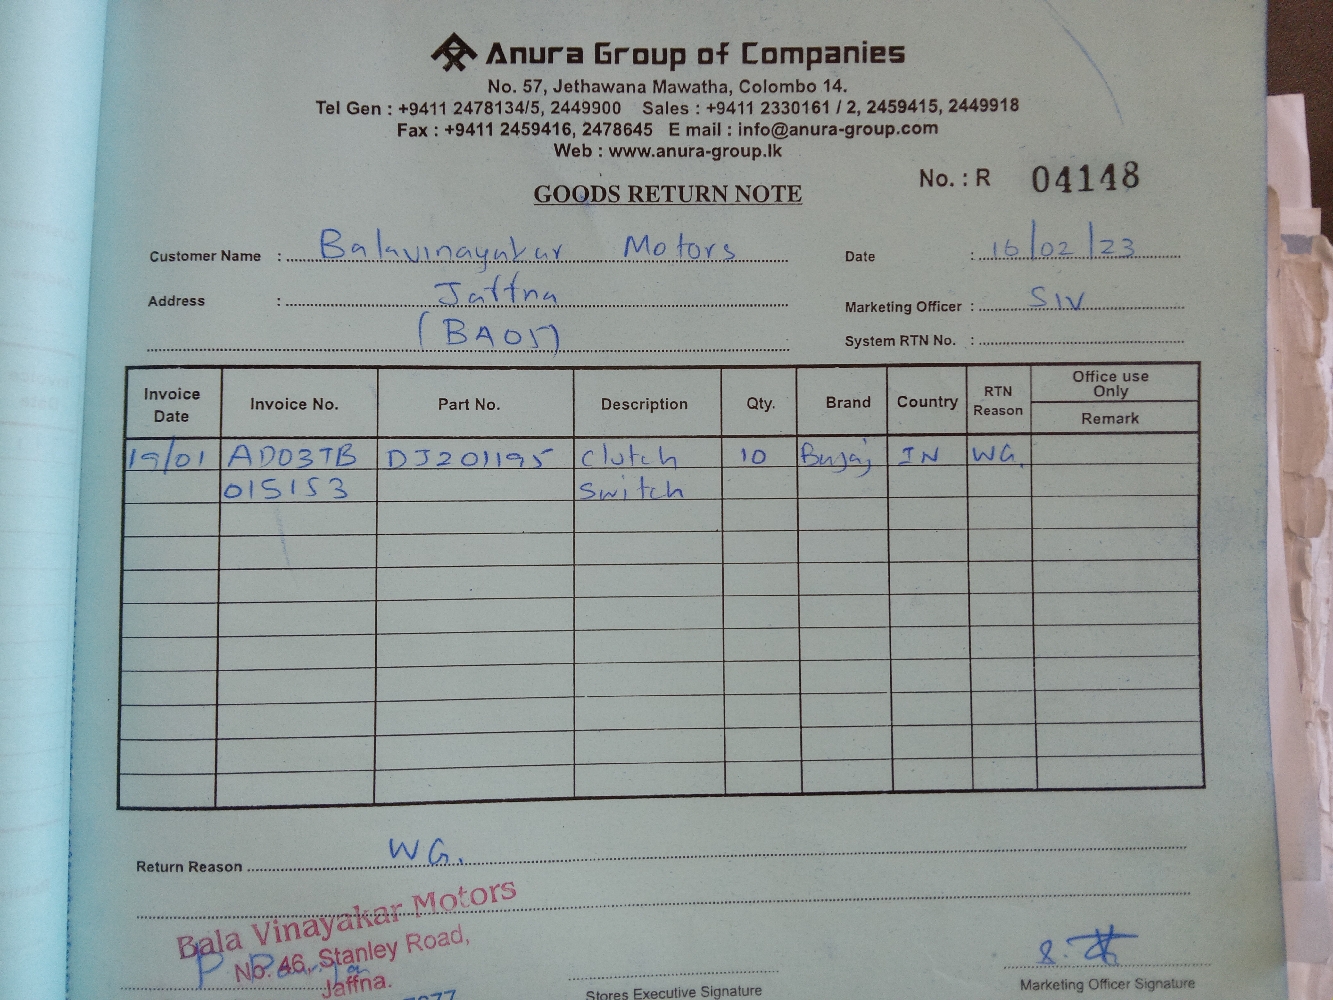 Anura Group of Companies
No. 57, Jethawana Mawatha, Colombo 14.
Tel Gen : +9411 2478134/5, 2449900 Sales : +9411 2330161 / 2, 2459415, 2449918
Fax : +9411 2459416, 2478645 E mail : info@anura-group.com
Web : www.anura-group.lk
No. : R 04148
GOODS RETURN NOTE
Customer Name : Balavinayakar Motors Date : 16/02/23
Address : Jaffna Marketing Officer : SIV
(BA05) System RTN No. :
Invoice Date Invoice No. Part No. Description Qty. Brand Country RTN Reason Office use Only Remark
19/01 AD03TB DJ201195 Clutch 10 Bajaj IN WG.
015153 Switch
Return Reason WG.
Bala Vinayakar Motors
No. 46, Stanley Road,
Jaffna.
Stores Executive Signature Marketing Officer Signature